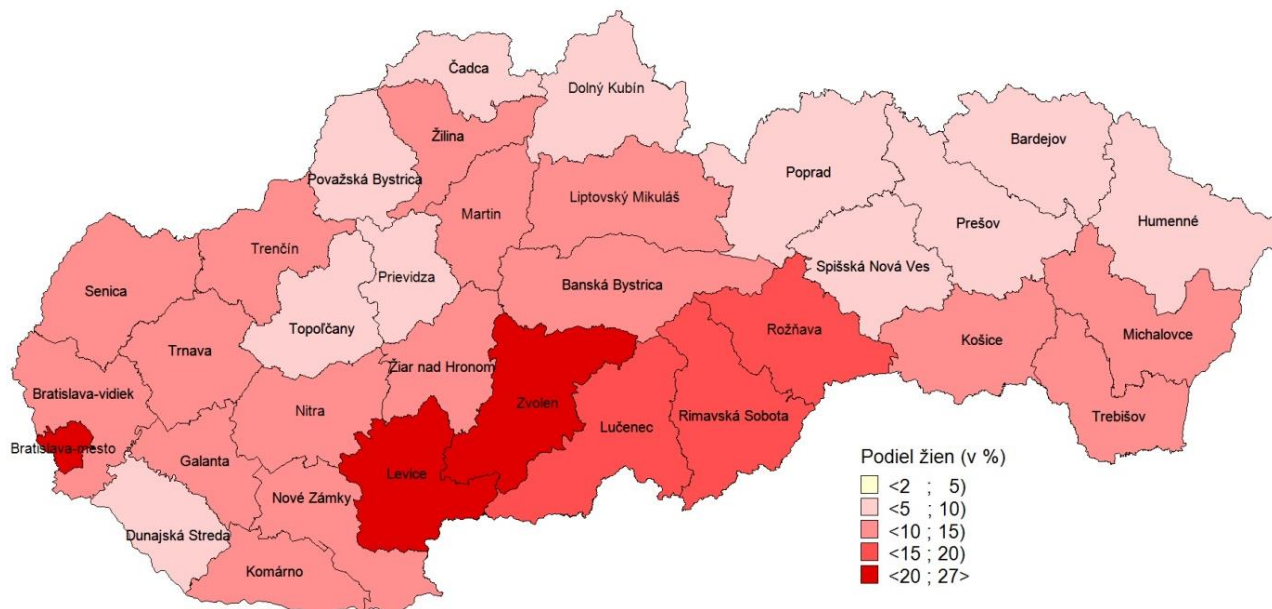 Čadca
Dolný Kubín
Žilina
Bardejov
Považská Bystrica
Poprad
Liptovský Mikuláš
Martin
Prešov
Humenné
Trenčín
Spišská Nová Ves
Prievidza
Banská Bystrica
Senica
Topoľčany
Rožňava
Michalovce
Košice
Trnava
Žiar nad Hronom
Bratislava-vidiek
Zvolen
Nitra
Rimavská Sobota
Trebišov
Lučenec
Bratislava-mesto
Galanta
Levice
Nové Zámky
Dunajská Streda
Komárno
Podiel žien (v %)
<2 ; 5)
<5 ; 10)
<10 ; 15)
<15 ; 20)
<20 ; 27>